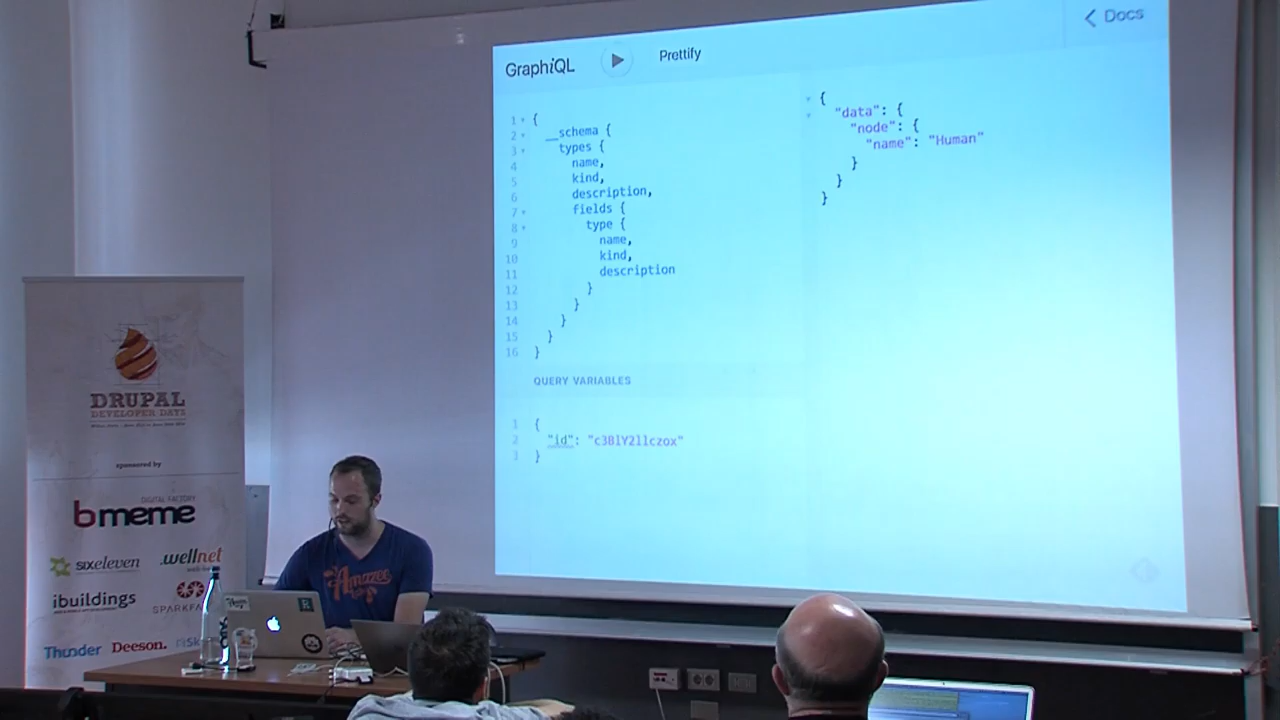 GraphiQL
Prettify
Docs
1 {
2 __schema {
3 types {
4 name,
5 kind,
6 description,
7 fields {
8 type {
9 name,
10 kind,
11 description
12 }
13 }
14 }
15 }
16 }
QUERY VARIABLES
1 {
2 "id": "c3BlY2llczox"
3 }
{
"data": {
"node": {
"name": "Human"
}
}
}
DRUPAL
DEVELOPER DAYS
sponsored by
DIGITAL FACTORY
bmeme
sixeleven
.wellnet
ibuildings
Thunder
Deeson.
Amazee